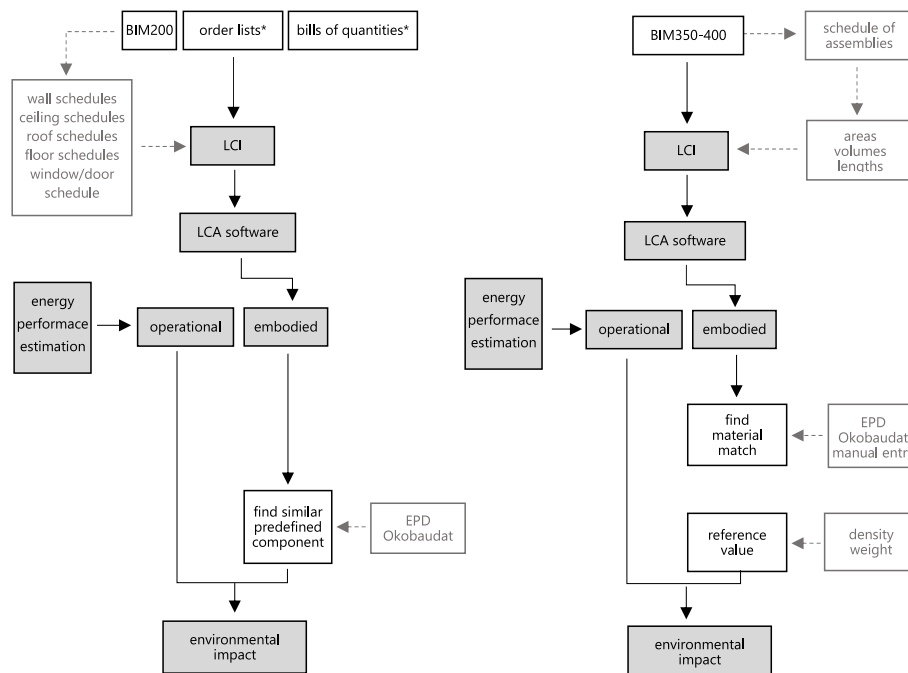 BIM200
order lists*
bills of quantities*
wall schedules
ceiling schedules
roof schedules
floor schedules
window/door
schedule
LCI
LCA software
energy
performace
estimation
operational
embodied
find similar
predefined
component
EPD
Okobaudat
environmental
impact
BIM350-400
schedule of
assemblies
LCI
areas
volumes
lengths
LCA software
energy
performace
estimation
operational
embodied
find
material
match
EPD
Okobaudat
manual entr
reference
value
density
weight
environmental
impact